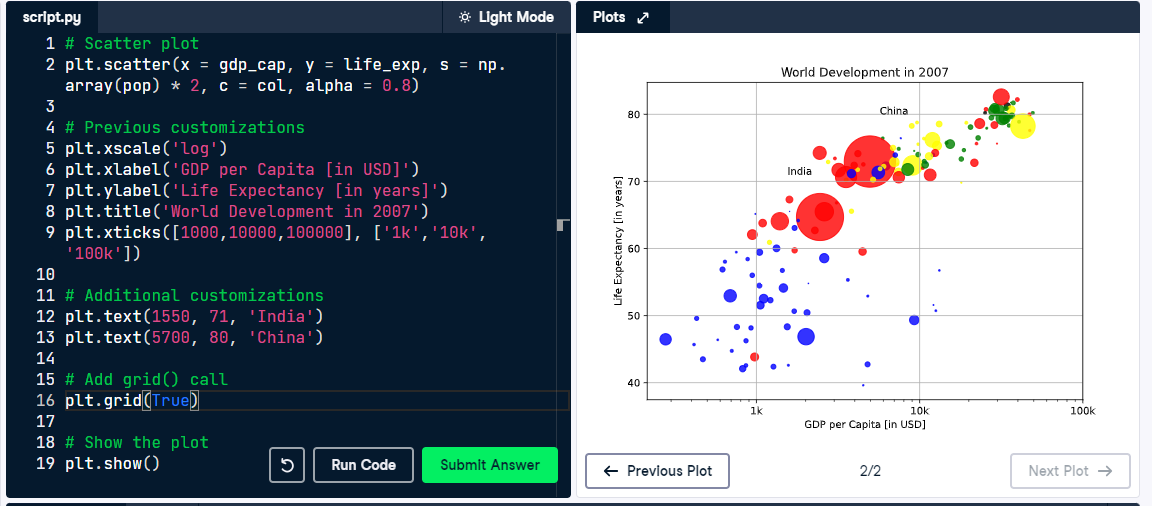 script.py
Light Mode
1 # Scatter plot
2 plt.scatter(x = gdp_cap, y = life_exp, s = np.
array(pop) * 2, c = col, alpha = 0.8)
3
4 # Previous customizations
5 plt.xscale('log')
6 plt.xlabel('GDP per Capita [in USD]')
7 plt.ylabel('Life Expectancy [in years]')
8 plt.title('World Development in 2007')
9 plt.xticks([1000,10000,100000], ['1k','10k',
'100k'])
10
11 # Additional customizations
12 plt.text(1550, 71, 'India')
13 plt.text(5700, 80, 'China')
14
15 # Add grid() call
16 plt.grid(True)
17
18 # Show the plot
19 plt.show()
Run Code
Submit Answer
Plots
World Development in 2007
Life Expectancy [in years]
80
70
60
50
40
China
India
1k 10k 100k
GDP per Capita [in USD]
Previous Plot
2/2
Next Plot